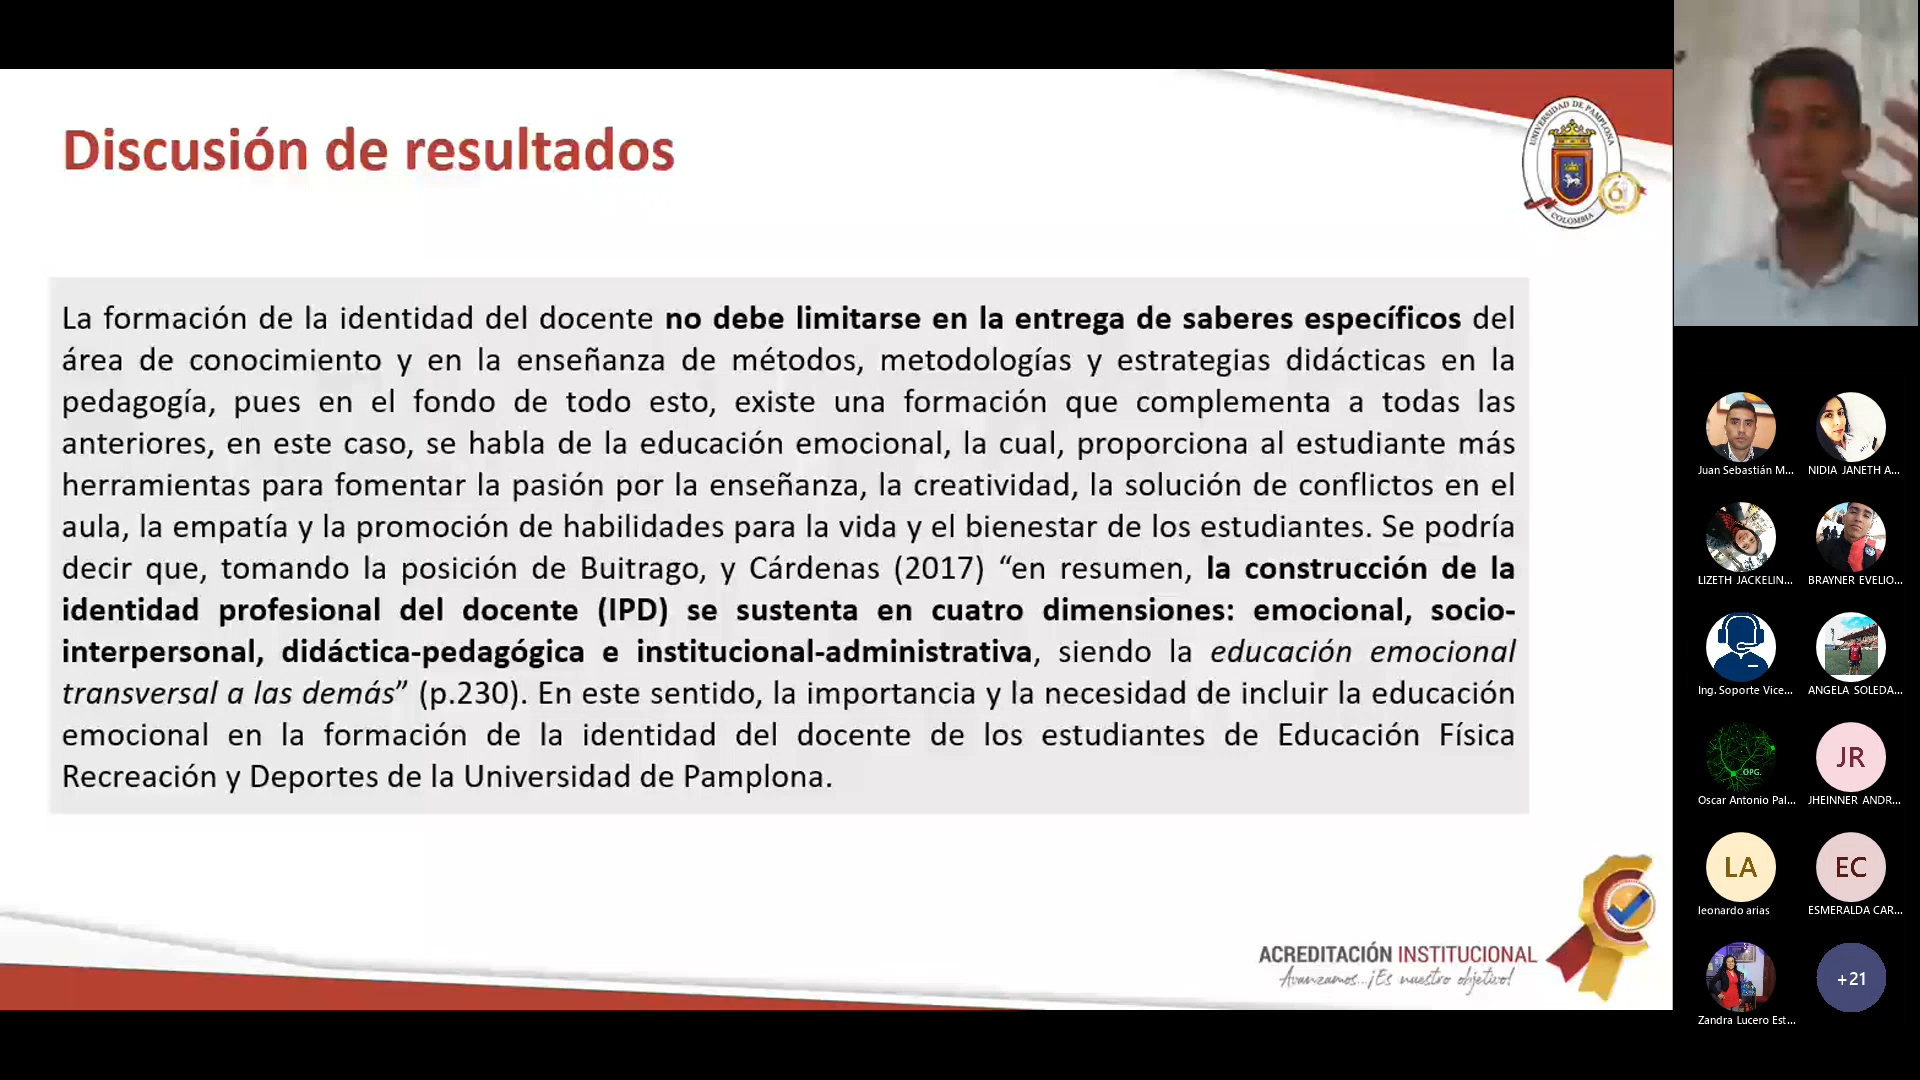 Discusión de resultados
UNIVERSIDAD DE PAMPLONA
COLOMBIA
La formación de la identidad del docente no debe limitarse en la entrega de saberes específicos del
área de conocimiento y en la enseñanza de métodos, metodologías y estrategias didácticas en la
pedagogía, pues en el fondo de todo esto, existe una formación que complementa a todas las
anteriores, en este caso, se habla de la educación emocional, la cual, proporciona al estudiante más
herramientas para fomentar la pasión por la enseñanza, la creatividad, la solución de conflictos en el
aula, la empatía y la promoción de habilidades para la vida y el bienestar de los estudiantes. Se podría
decir que, tomando la posición de Buitrago, y Cárdenas (2017) “en resumen, la construcción de la
identidad profesional del docente (IPD) se sustenta en cuatro dimensiones: emocional, socio-
interpersonal, didáctica-pedagógica e institucional-administrativa, siendo la educación emocional
transversal a las demás” (p.230). En este sentido, la importancia y la necesidad de incluir la educación
emocional en la formación de la identidad del docente de los estudiantes de Educación Física
Recreación y Deportes de la Universidad de Pamplona.
ACREDITACIÓN INSTITUCIONAL
Avanzamos...¡Es nuestro objetivo!
Juan Sebastián M...
NIDIA JANETH A...
LIZETH JACKELIN...
BRAYNER EVELIO...
Ing. Soporte Vice...
ANGELA SOLEDA...
OPG.
JR
Oscar Antonio Pal...
JHEINNER ANDR...
LA
EC
leonardo arias
ESMERALDA CAR...
+21
Zandra Lucero Est...